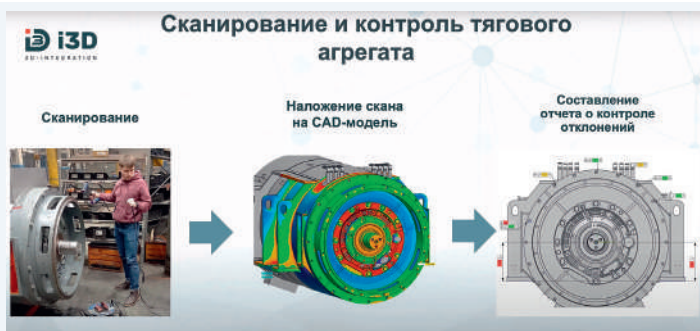 i3D
3D-INTEGRATION
Сканирование и контроль тягового
агрегата
Сканирование
Наложение скана
на CAD-модель
Составление
отчета о контроле
отклонений